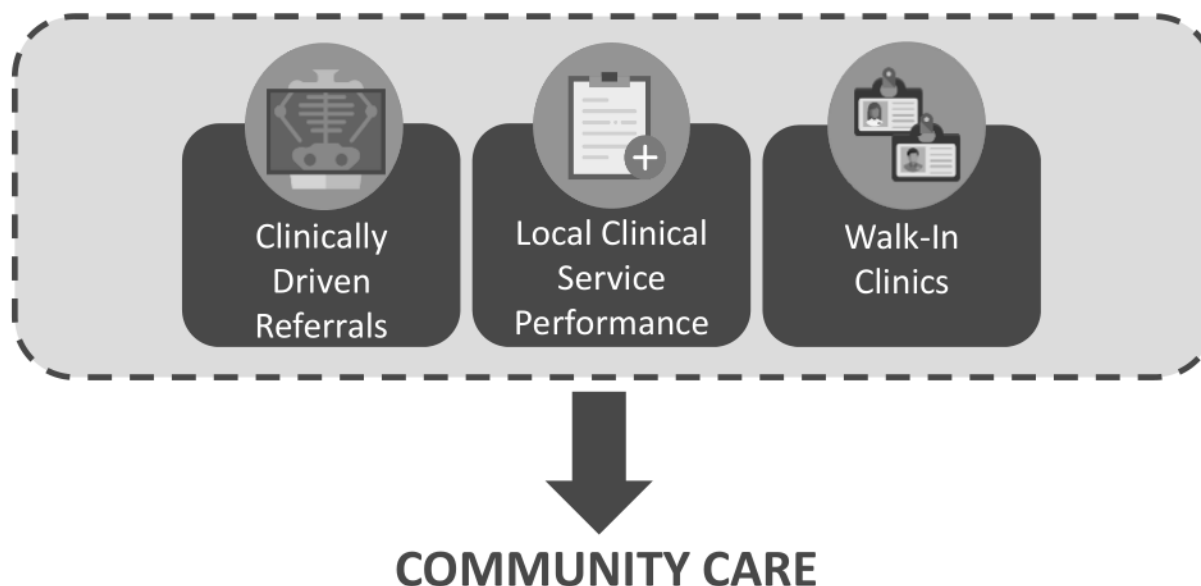 Clinically
Driven
Referrals
Local Clinical
Service
Performance
Walk-In
Clinics
COMMUNITY CARE